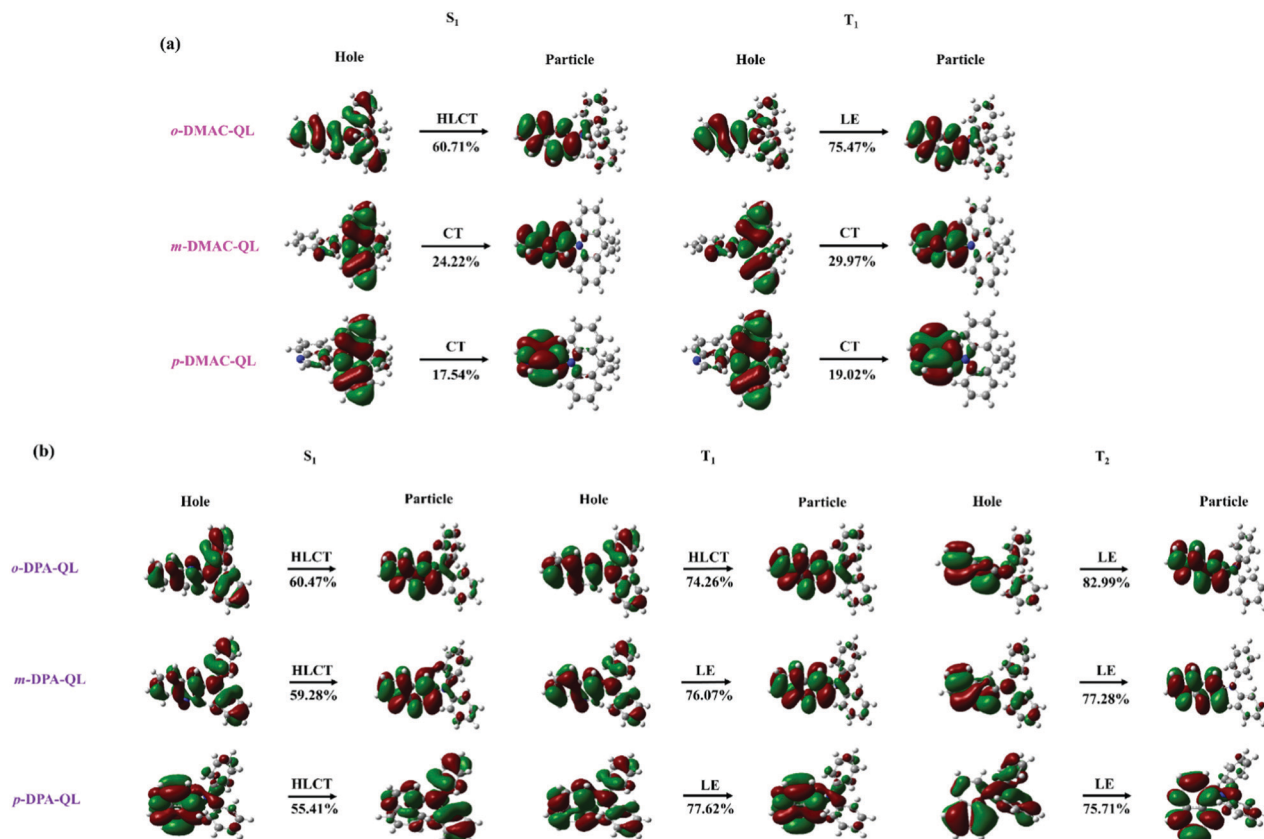 S1 T1
(a)
Hole Particle Hole Particle
o-DMAC-QL HLCT 60.71% LE 75.47%
m-DMAC-QL CT 24.22% CT 29.97%
p-DMAC-QL CT 17.54% CT 19.02%
(b)
S1 T1 T2
Hole Particle Hole Particle Hole Particle
o-DPA-QL HLCT 60.47% HLCT 74.26% LE 82.99%
m-DPA-QL HLCT 59.28% LE 76.07% LE 77.28%
p-DPA-QL HLCT 55.41% LE 77.62% LE 75.71%